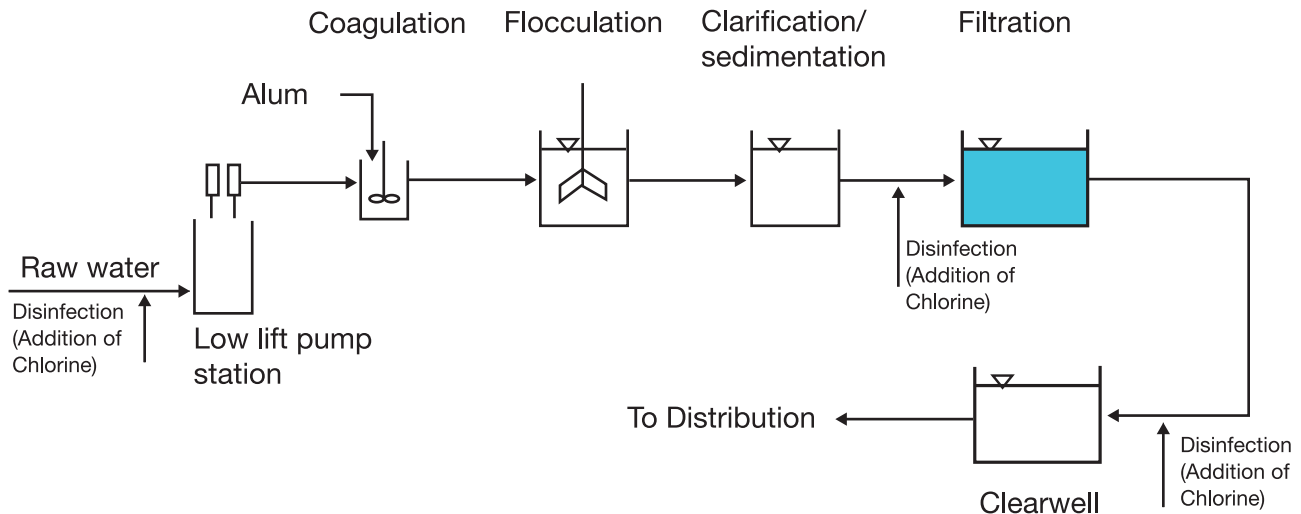 Coagulation
Flocculation
Clarification/
sedimentation
Filtration
Alum
Raw water
Disinfection
(Addition of
Chlorine)
Low lift pump
station
Disinfection
(Addition of
Chlorine)
To Distribution
Disinfection
(Addition of
Chlorine)
Clearwell